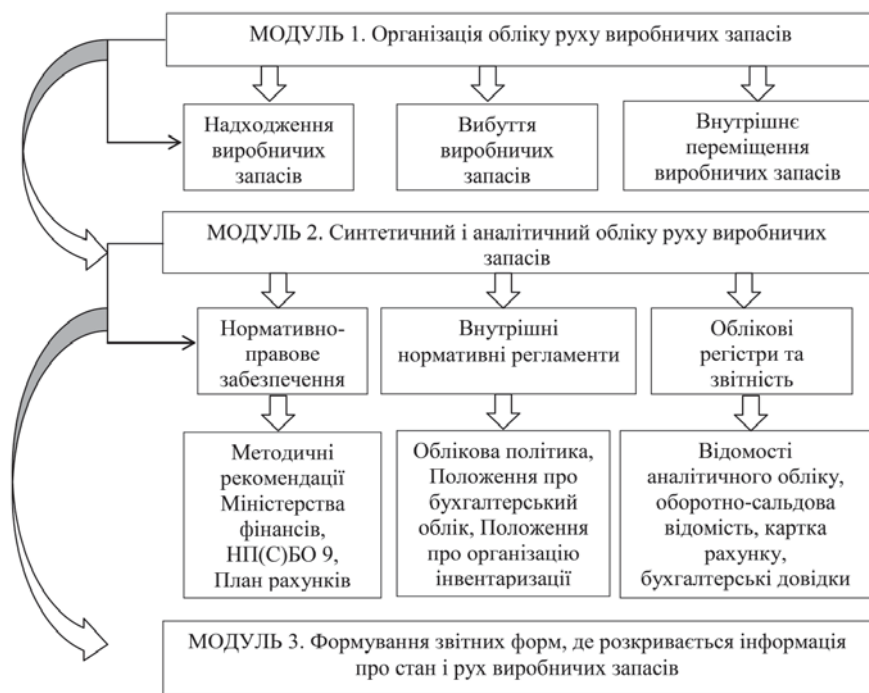 МОДУЛЬ 1. Організація обліку руху виробничих запасів
Надходження
виробничих
запасів
Вибуття
виробничих
запасів
Внутрішнє
переміщення
виробничих запасів
МОДУЛЬ 2. Синтетичний і аналітичний обліку руху виробничих
запасів
Нормативно-
правове
забезпечення
Внутрішні
нормативні регламенти
Облікові
регістри та
звітність
Методичні
рекомендації
Міністерства
фінансів,
НП(С)БО 9,
План рахунків
Облікова політика,
Положення про
бухгалтерський
облік, Положення
про організацію
інвентаризації
Відомості
аналітичного обліку,
оборотно-сальдова
відомість, картка
рахунку,
бухгалтерські довідки
МОДУЛЬ 3. Формування звітних форм, де розкривається інформація
про стан і рух виробничих запасів